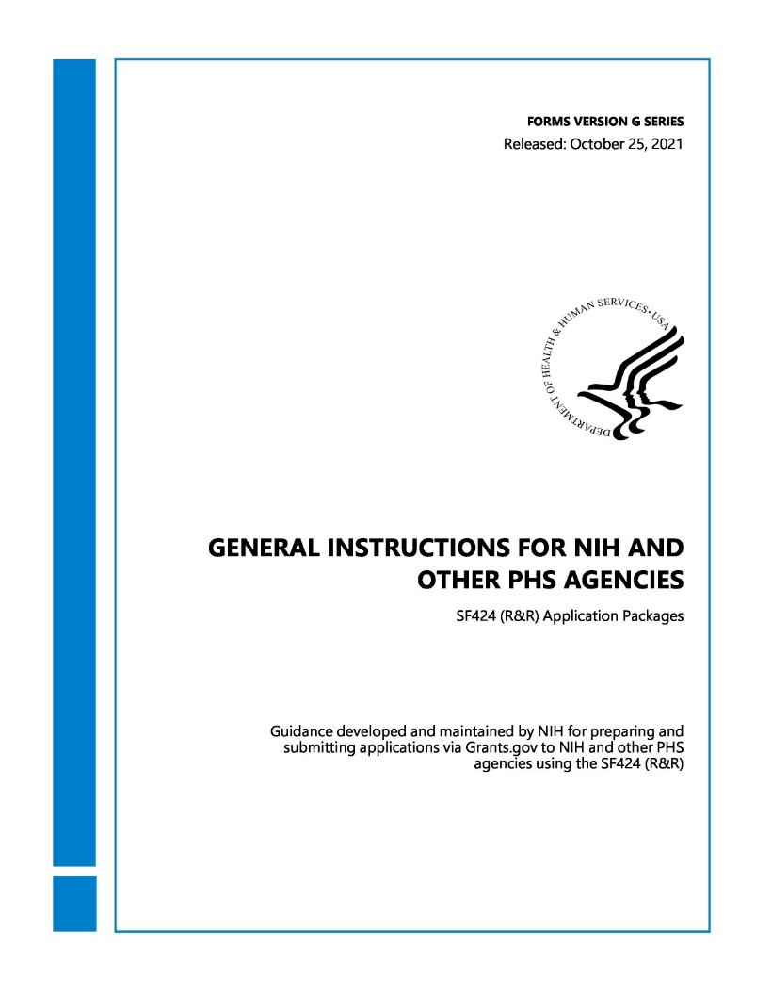 FORMS VERSION G SERIES
Released: October 25, 2021
DEPARTMENT OF HEALTH & HUMAN SERVICES • USA
GENERAL INSTRUCTIONS FOR NIH AND
OTHER PHS AGENCIES
SF424 (R&R) Application Packages
Guidance developed and maintained by NIH for preparing and
submitting applications via Grants.gov to NIH and other PHS
agencies using the SF424 (R&R)